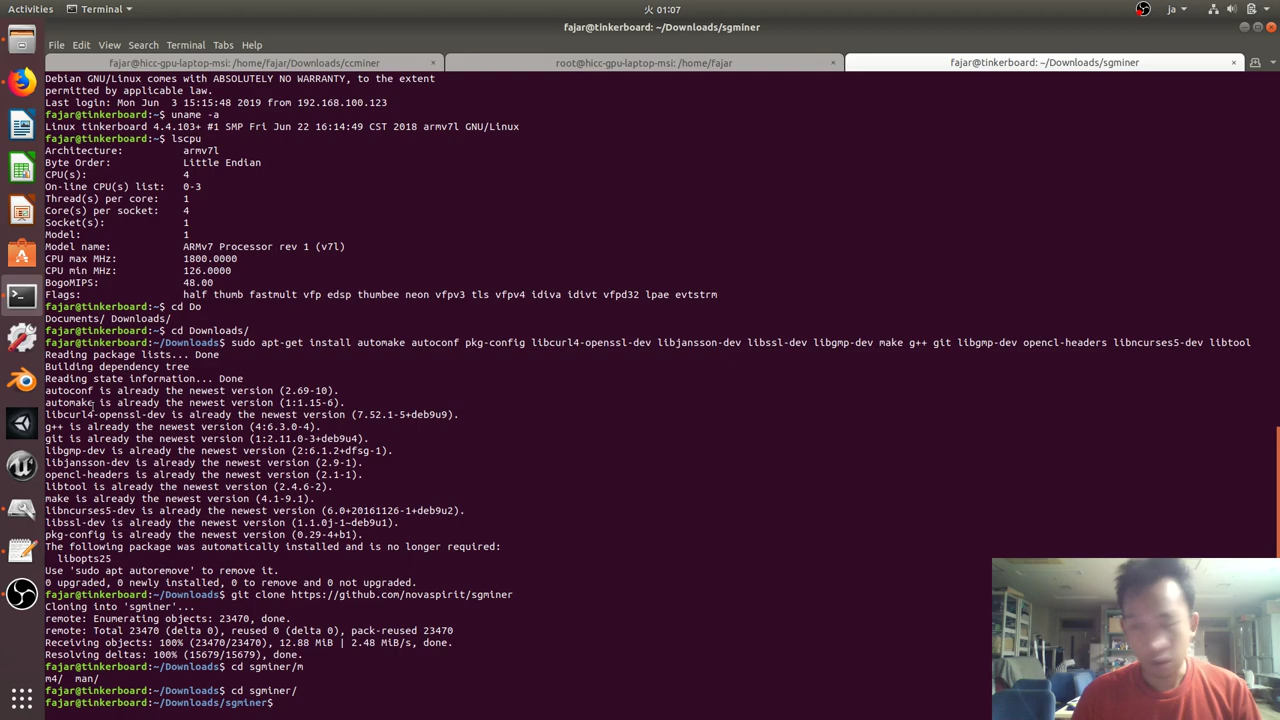 Activities
Terminal
火 01:07
ja
fajar@tinkerboard: ~/Downloads/sgminer
File Edit View Search Terminal Tabs Help
fajar@hicc-gpu-laptop-msi: /home/fajar/Downloads/ccminer
root@hicc-gpu-laptop-msi: /home/fajar
fajar@tinkerboard: ~/Downloads/sgminer
Debian GNU/Linux comes with ABSOLUTELY NO WARRANTY, to the extent
permitted by applicable law.
Last login: Mon Jun  3 15:15:48 2019 from 192.168.100.123
fajar@tinkerboard:~$ uname -a
Linux tinkerboard 4.4.103+ #1 SMP Fri Jun 22 16:14:49 CST 2018 armv7l GNU/Linux
fajar@tinkerboard:~$ lscpu
Architecture:          armv7l
Byte Order:            Little Endian
CPU(s):                4
On-line CPU(s) list:   0-3
Thread(s) per core:    1
Core(s) per socket:    4
Socket(s):             1
Model:                 1
Model name:            ARMv7 Processor rev 1 (v7l)
CPU max MHz:           1800.0000
CPU min MHz:           126.0000
BogoMIPS:              48.00
Flags:                 half thumb fastmult vfp edsp thumbee neon vfpv3 tls vfpv4 idiva idivt vfpd32 lpae evtstrm
fajar@tinkerboard:~$ cd Do
Documents/ Downloads/
fajar@tinkerboard:~$ cd Downloads/
fajar@tinkerboard:~/Downloads$ sudo apt-get install automake autoconf pkg-config libcurl4-openssl-dev libjansson-dev libssl-dev libgmp-dev make g++ git libgmp-dev opencl-headers libncurses5-dev libtool
Reading package lists... Done
Building dependency tree
Reading state information... Done
autoconf is already the newest version (2.69-10).
automake is already the newest version (1:1.15-6).
libcurl4-openssl-dev is already the newest version (7.52.1-5+deb9u9).
g++ is already the newest version (4:6.3.0-4).
git is already the newest version (1:2.11.0-3+deb9u4).
libgmp-dev is already the newest version (2:6.1.2+dfsg-1).
libjansson-dev is already the newest version (2.9-1).
opencl-headers is already the newest version (2.1-1).
libtool is already the newest version (2.4.6-2).
make is already the newest version (4.1-9.1).
libncurses5-dev is already the newest version (6.0+20161126-1+deb9u2).
libssl-dev is already the newest version (1.1.0j-1~deb9u1).
pkg-config is already the newest version (0.29-4+b1).
The following package was automatically installed and is no longer required:
  libopts25
Use 'sudo apt autoremove' to remove it.
0 upgraded, 0 newly installed, 0 to remove and 0 not upgraded.
fajar@tinkerboard:~/Downloads$ git clone https://github.com/novaspirit/sgminer
Cloning into 'sgminer'...
remote: Enumerating objects: 23470, done.
remote: Total 23470 (delta 0), reused 0 (delta 0), pack-reused 23470
Receiving objects: 100% (23470/23470), 12.88 MiB | 2.48 MiB/s, done.
Resolving deltas: 100% (15679/15679), done.
fajar@tinkerboard:~/Downloads$ cd sgminer/m
m4/  man/
fajar@tinkerboard:~/Downloads$ cd sgminer/
fajar@tinkerboard:~/Downloads/sgminer$